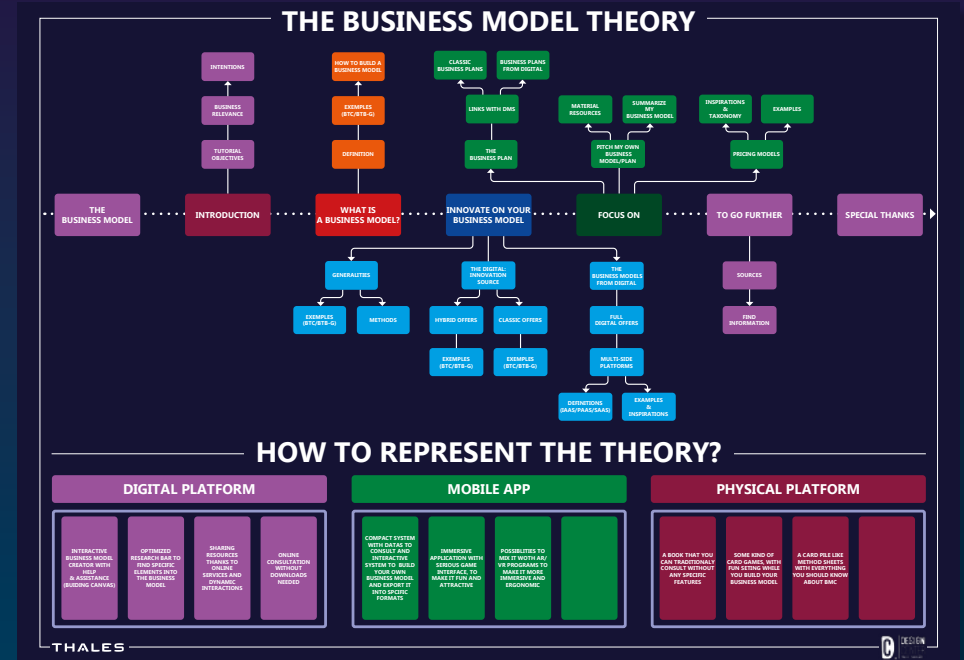 THE BUSINESS MODEL THEORY
INTENTIONS
BUSINESS
RELEVANCE
TUTORIAL
OBJECTIVES
HOW TO BUILD A
BUSINESS MODEL
EXEMPLES
(BTC/BTB-G)
DEFINITION
CLASSIC
BUSINESS PLANS
BUSINESS PLANS
FROM DIGITAL
LINKS WITH OMS
THE
BUSINESS PLAN
MATERIAL
RESOURCES
SUMMARIZE
MY
BUSINESS MODEL
PITCH MY OWN
BUSINESS
MODEL/PLAN
INSPIRATIONS
&
TAXONOMY
EXAMPLES
PRICING MODELS
THE
BUSINESS MODEL
INTRODUCTION
WHAT IS
A BUSINESS MODEL?
INNOVATE ON YOUR
BUSINESS MODEL
FOCUS ON
TO GO FURTHER
SPECIAL THANKS
GENERALITIES
EXEMPLES
(BTC/BTB-G)
METHODS
THE DIGITAL:
INNOVATION
SOURCE
HYBRID OFFERS
CLASSIC OFFERS
EXEMPLES
(BTC/BTB-G)
EXEMPLES
(BTC/BTB-G)
THE
BUSINESS MODELS
FROM DIGITAL
FULL
DIGITAL OFFERS
MULTI-SIDE
PLATFORMS
DEFINITIONS
(IAAS/PAAS/SAAS)
EXAMPLES
&
INSPIRATIONS
SOURCES
FIND
INFORMATION
HOW TO REPRESENT THE THEORY?
DIGITAL PLATFORM
INTERACTIVE
BUSINESS MODEL
CREATOR WITH
HELP
& ASSISTANCE
(BUIDING CANVAS)
OPTIMIZED
RESEARCH BAR TO
FIND SPECIFIC
ELEMENTS INTO
THE BUSINESS
MODEL
SHARING
RESOURCES
THANKS TO
ONLINE
SERVICES AND
DYNAMIC
INTERACTIONS
ONLINE
CONSULTATION
WITHOUT
DOWNLOADS
NEEDED
MOBILE APP
COMPACT SYSTEM
WITH DATAS TO
CONSULT AND
INTERACTIVE
SYSTEM TO BUILD
YOUR OWN
BUSINESS MODEL
AND EXPORT IT
INTO SPCIFIC
FORMATS
IMMERSIVE
APPLICATION WITH
SERIOUS GAME
INTERFACE, TO
MAKE IT FUN AND
ATTRACTIVE
POSSIBLITIES TO
MIX IT WOTH AR/
VR PROGRAMS TO
MAKE IT MORE
IMMERSIVE AND
ERGONOMIC
PHYSICAL PLATFORM
A BOOK THAT YOU
CAN TRADITIONALY
CONSULT WITHOUT
ANY SPECIFIC
FEATURES
SOME KIND OF
CARD GAMES, WITH
FUN SETING WHILE
YOU BUILD YOUR
BUSINESS MODEL
A CARD PILE LIKE
METHOD SHEETS
WITH EVERYTHING
YOU SHOULD KNOW
ABOUT BMC
THALES
DESIGN